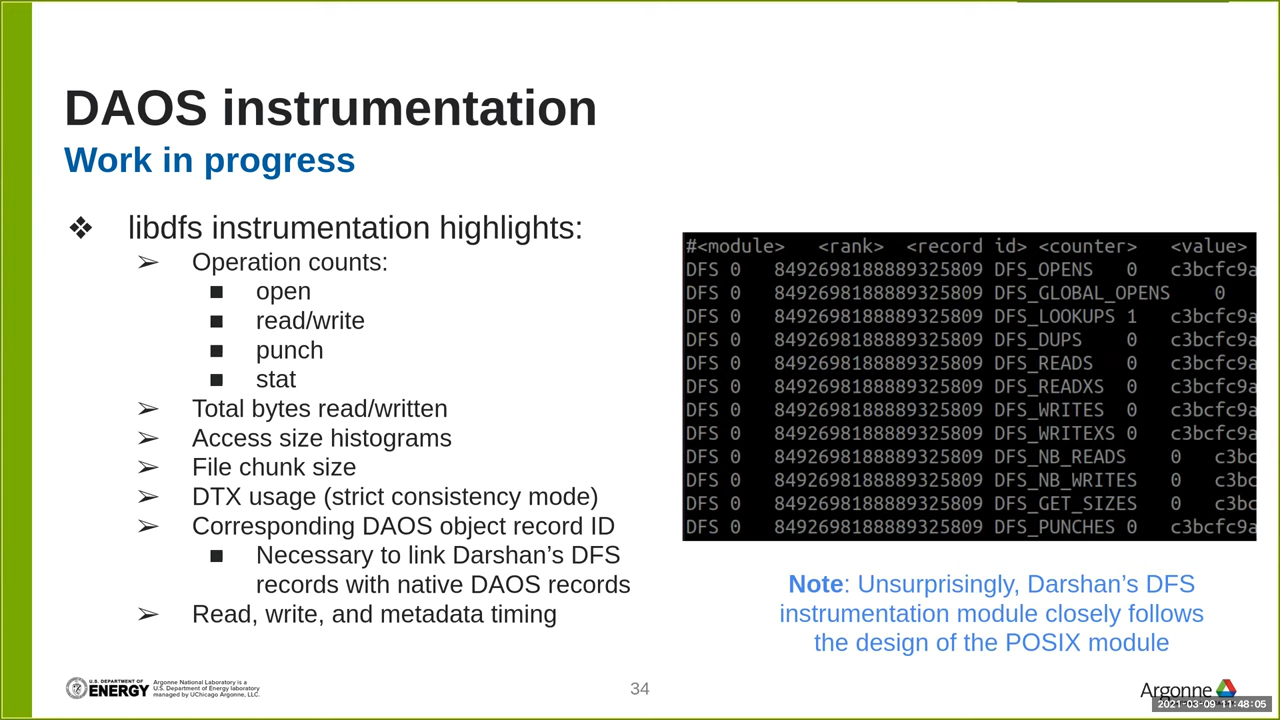 DAOS instrumentation
Work in progress
❖ libdfs instrumentation highlights:
➢ Operation counts:
■ open
■ read/write
■ punch
■ stat
➢ Total bytes read/written
➢ Access size histograms
➢ File chunk size
➢ DTX usage (strict consistency mode)
➢ Corresponding DAOS object record ID
■ Necessary to link Darshan’s DFS
records with native DAOS records
➢ Read, write, and metadata timing
#<module> <rank> <record id> <counter> <value>
DFS 0 8492698188889325809 DFS_OPENS 0 c3bcfc9a
DFS 0 8492698188889325809 DFS_GLOBAL_OPENS 0
DFS 0 8492698188889325809 DFS_LOOKUPS 1 c3bcfc9a
DFS 0 8492698188889325809 DFS_DUPS 0 c3bcfc9a
DFS 0 8492698188889325809 DFS_READS 0 c3bcfc9a
DFS 0 8492698188889325809 DFS_READXS 0 c3bcfc9a
DFS 0 8492698188889325809 DFS_WRITES 0 c3bcfc9a
DFS 0 8492698188889325809 DFS_WRITEXS 0 c3bcfc9a
DFS 0 8492698188889325809 DFS_NB_READS 0 c3bc
DFS 0 8492698188889325809 DFS_NB_WRITES 0 c3bc
DFS 0 8492698188889325809 DFS_GET_SIZES 0 c3bc
DFS 0 8492698188889325809 DFS_PUNCHES 0 c3bcfc9a
Note: Unsurprisingly, Darshan’s DFS
instrumentation module closely follows
the design of the POSIX module
U.S. DEPARTMENT OF
ENERGY
Argonne National Laboratory is a
U.S. Department of Energy laboratory
managed by UChicago Argonne, LLC.
34
Argonne
2021-03-09 11:48:05